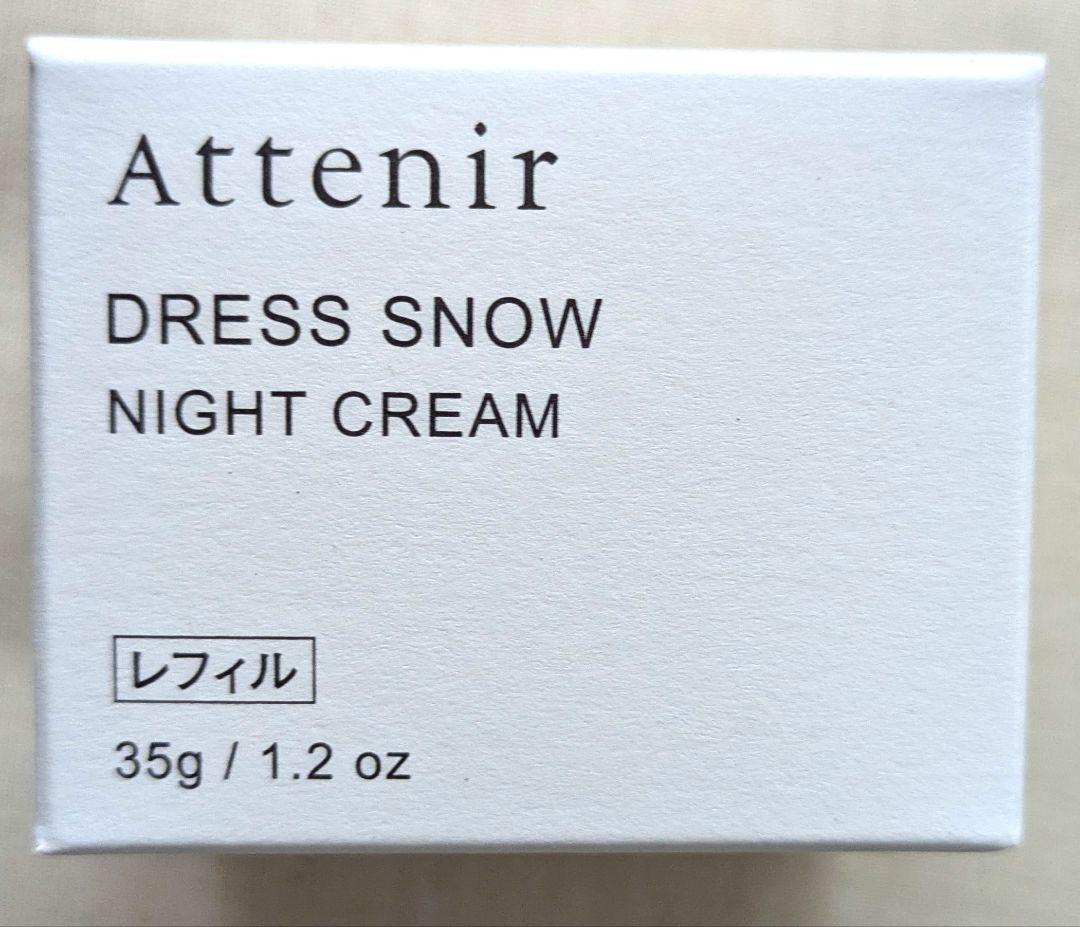 Attenir
DRESS SNOW
NIGHT CREAM
レフィル
35g / 1.2 oz